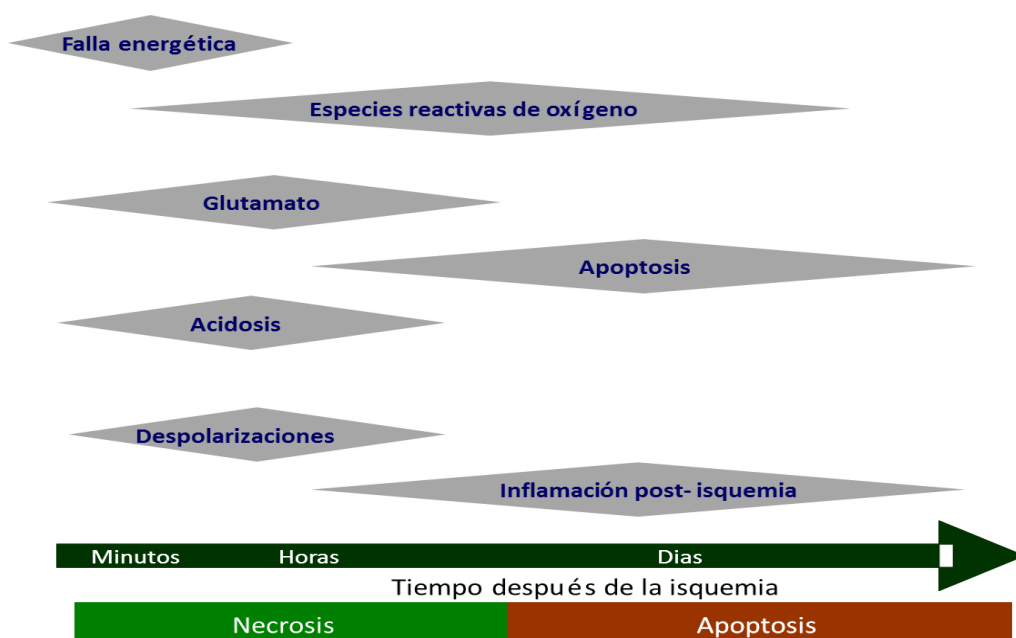 Falla energética
Especies reactivas de oxígeno
Glutamato
Apoptosis
Acidosis
Despolarizaciones
Inflamación post- isquemia
Minutos Horas Dias
Tiempo después de la isquemia
Necrosis Apoptosis